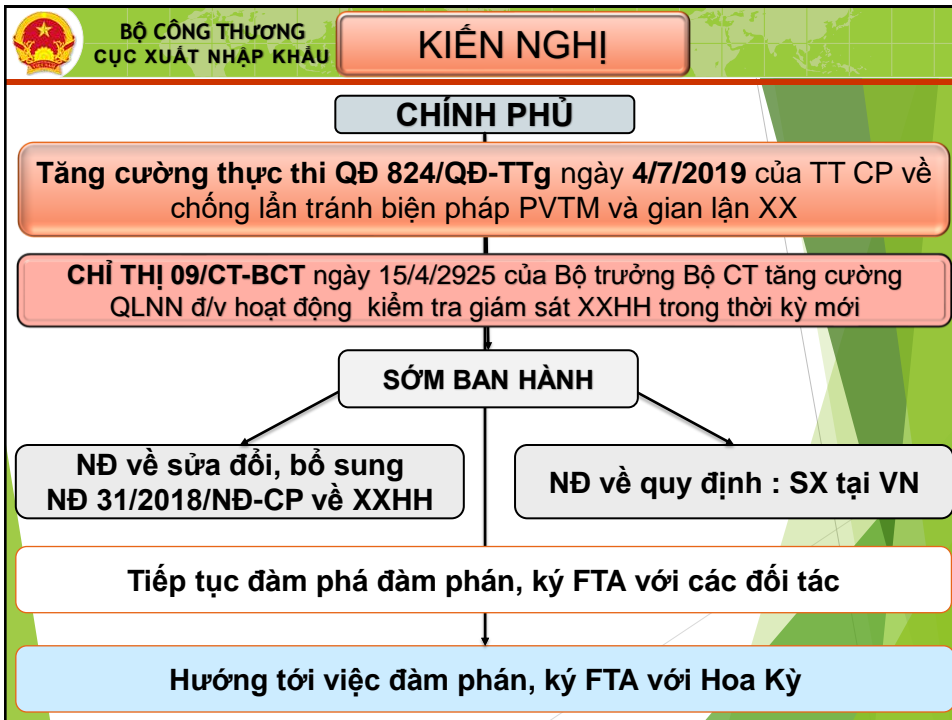 BỘ CÔNG THƯƠNG
CỤC XUẤT NHẬP KHẨU
KIẾN NGHỊ
CHÍNH PHỦ
Tăng cường thực thi QĐ 824/QĐ-TTg ngày 4/7/2019 của TT CP về
chống lẩn tránh biện pháp PVTM và gian lận XX
CHỈ THỊ 09/CT-BCT ngày 15/4/2925 của Bộ trưởng Bộ CT tăng cường
QLNN đ/v hoạt động kiểm tra giám sát XXHH trong thời kỳ mới
SỚM BAN HÀNH
NĐ về sửa đổi, bổ sung
NĐ 31/2018/NĐ-CP về XXHH
NĐ về quy định : SX tại VN
Tiếp tục đàm phá đàm phán, ký FTA với các đối tác
Hướng tới việc đàm phán, ký FTA với Hoa Kỳ